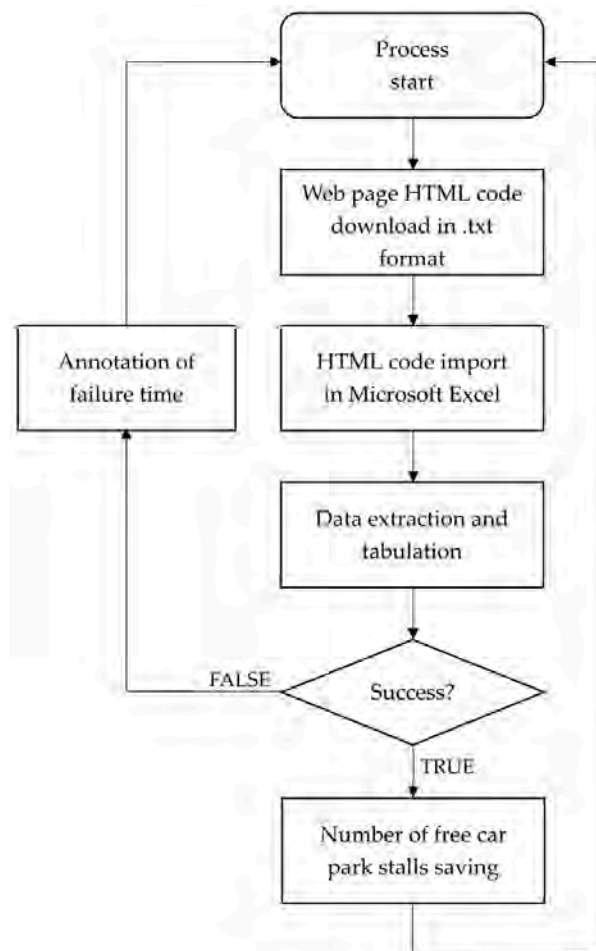 Process
start
Web page HTML code
download in .txt
format
Annotation of
failure time
HTML code import
in Microsoft Excel
Data extraction and
tabulation
FALSE
Success?
TRUE
Number of free car
park stalls saving